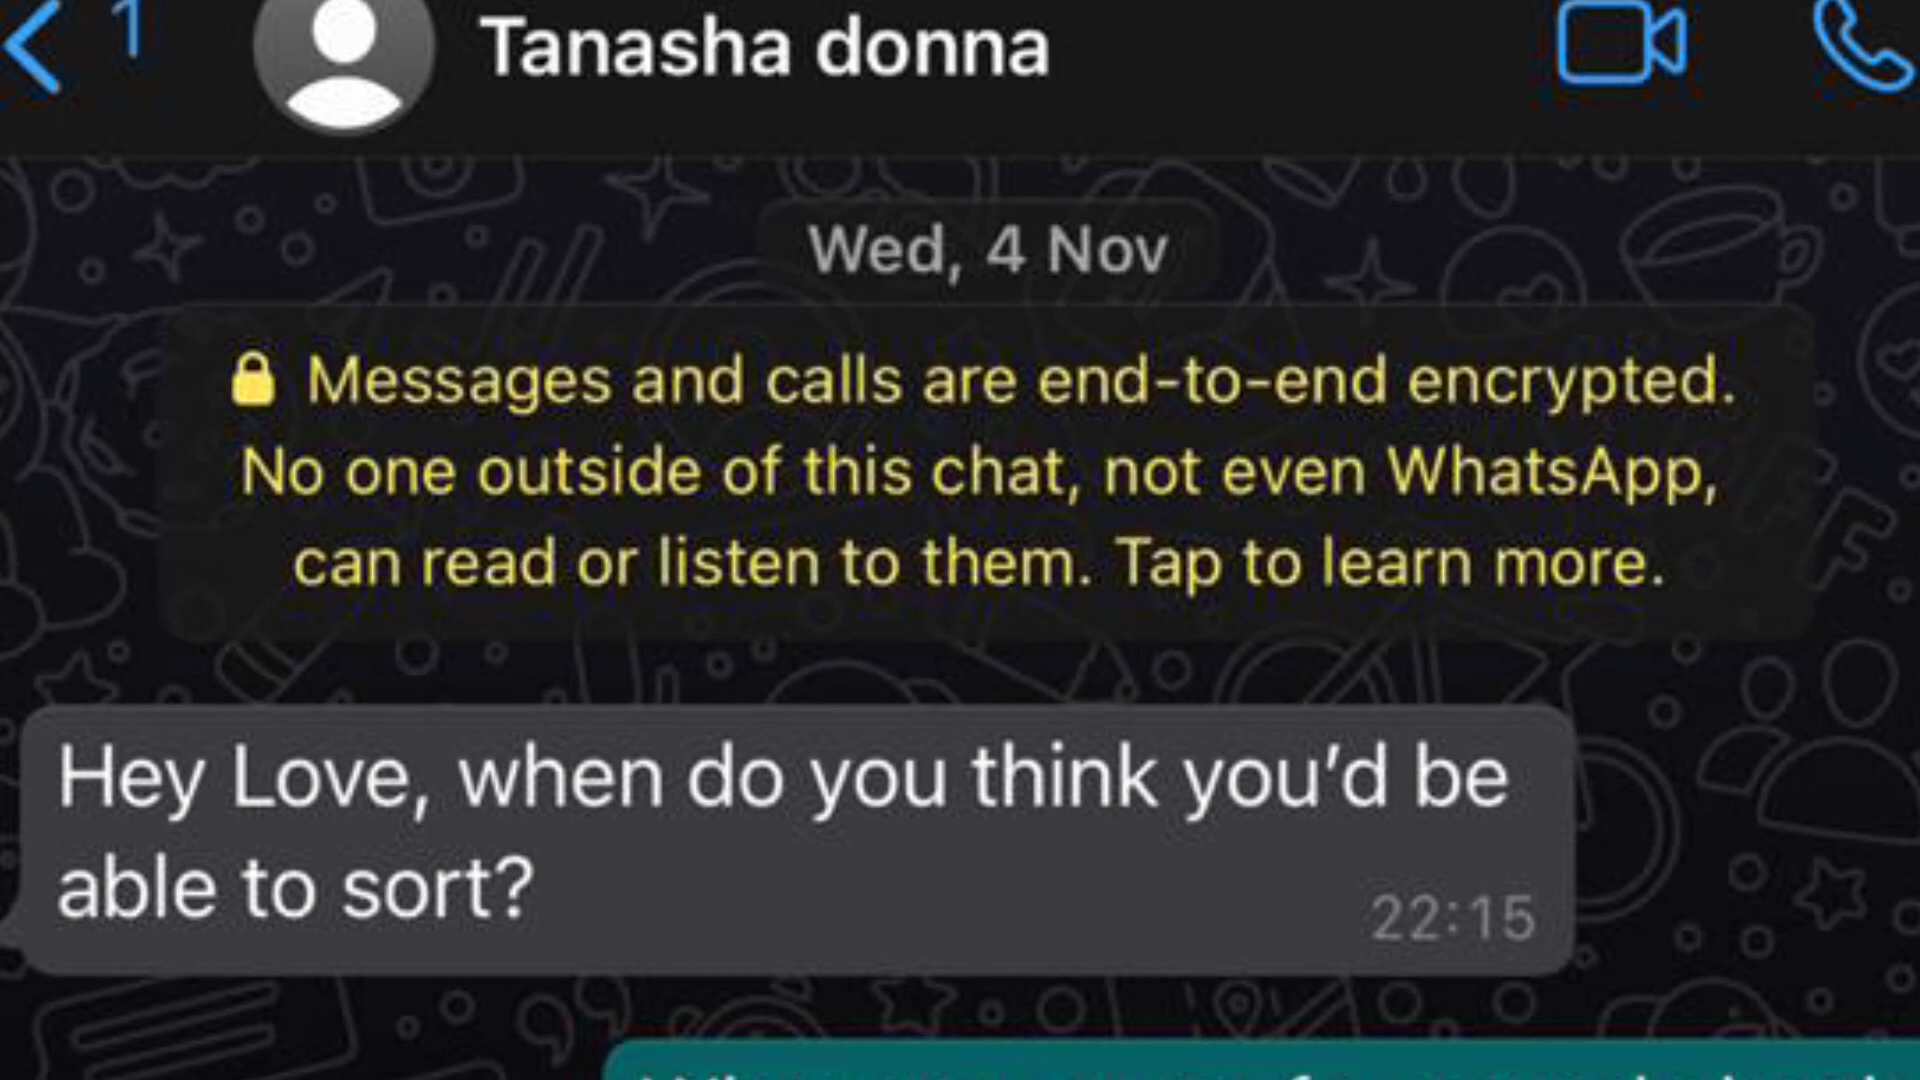 1
Tanasha donna
Wed, 4 Nov
Messages and calls are end-to-end encrypted.
No one outside of this chat, not even WhatsApp,
can read or listen to them. Tap to learn more.
Hey Love, when do you think you'd be
able to sort?
22:15